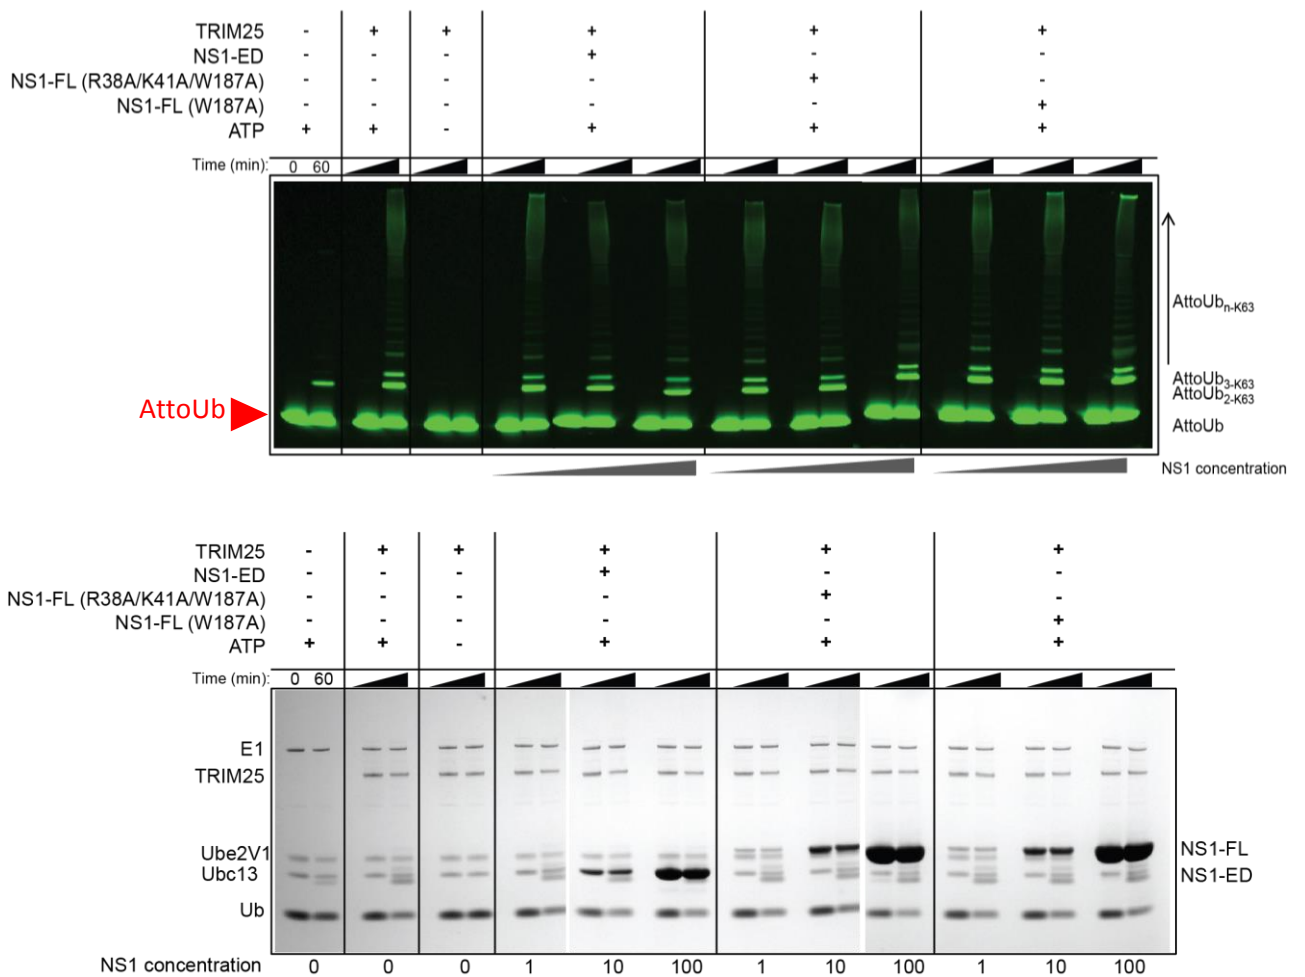 TRIM25 - + + + + +
NS1-ED - - - + - -
NS1-FL (R38A/K41A/W187A) - - - - + -
NS1-FL (W187A) - - - - - +
ATP + + - + + +
Time (min): 0 60
AttoUbn-K63
AttoUb3-K63
AttoUb2-K63
AttoUb
AttoUb
NS1 concentration
TRIM25 - + + + + +
NS1-ED - - - + - -
NS1-FL (R38A/K41A/W187A) - - - - + -
NS1-FL (W187A) - - - - - +
ATP + + - + + +
Time (min): 0 60
E1
TRIM25
Ube2V1 NS1-FL
Ubc13 NS1-ED
Ub
NS1 concentration 0 0 0 1 10 100 1 10 100 1 10 100